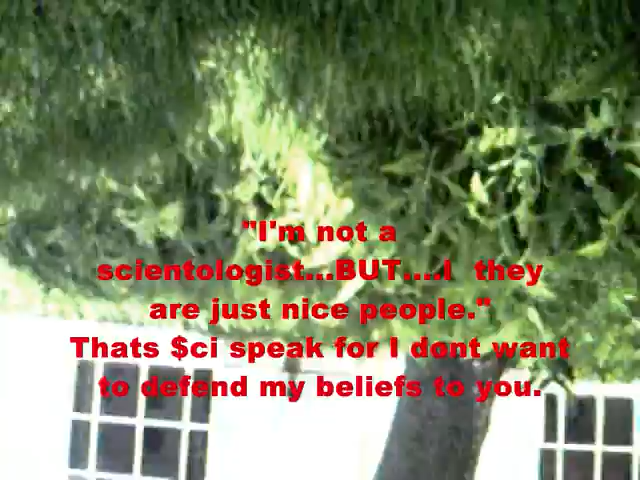 "I'm not a
scientologist...BUT....I  they
are just nice people."
Thats $ci speak for I dont want
to defend my beliefs to you.